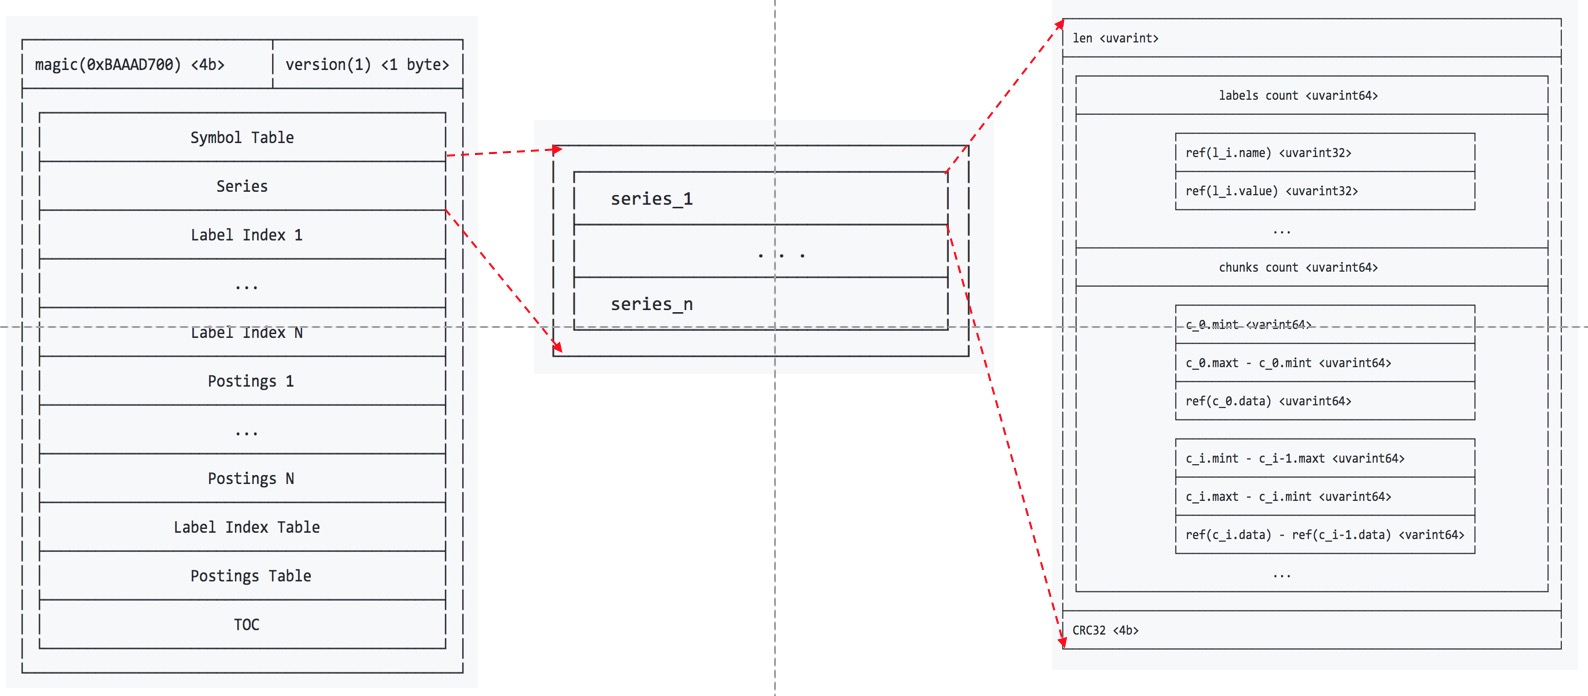 magic(0xBAAAD700) <4b>
version(1) <1 byte>
Symbol Table
Series
Label Index 1
...
Label Index N
Postings 1
...
Postings N
Label Index Table
Postings Table
TOC
series_1
. . .
series_n
len <uvarint>
labels count <uvarint64>
ref(l_i.name) <uvarint32>
ref(l_i.value) <uvarint32>
...
chunks count <uvarint64>
c_0.mint <varint64>
c_0.maxt - c_0.mint <uvarint64>
ref(c_0.data) <uvarint64>
c_i.mint - c_i-1.maxt <uvarint64>
c_i.maxt - c_i.mint <uvarint64>
ref(c_i.data) - ref(c_i-1.data) <varint64>
...
CRC32 <4b>